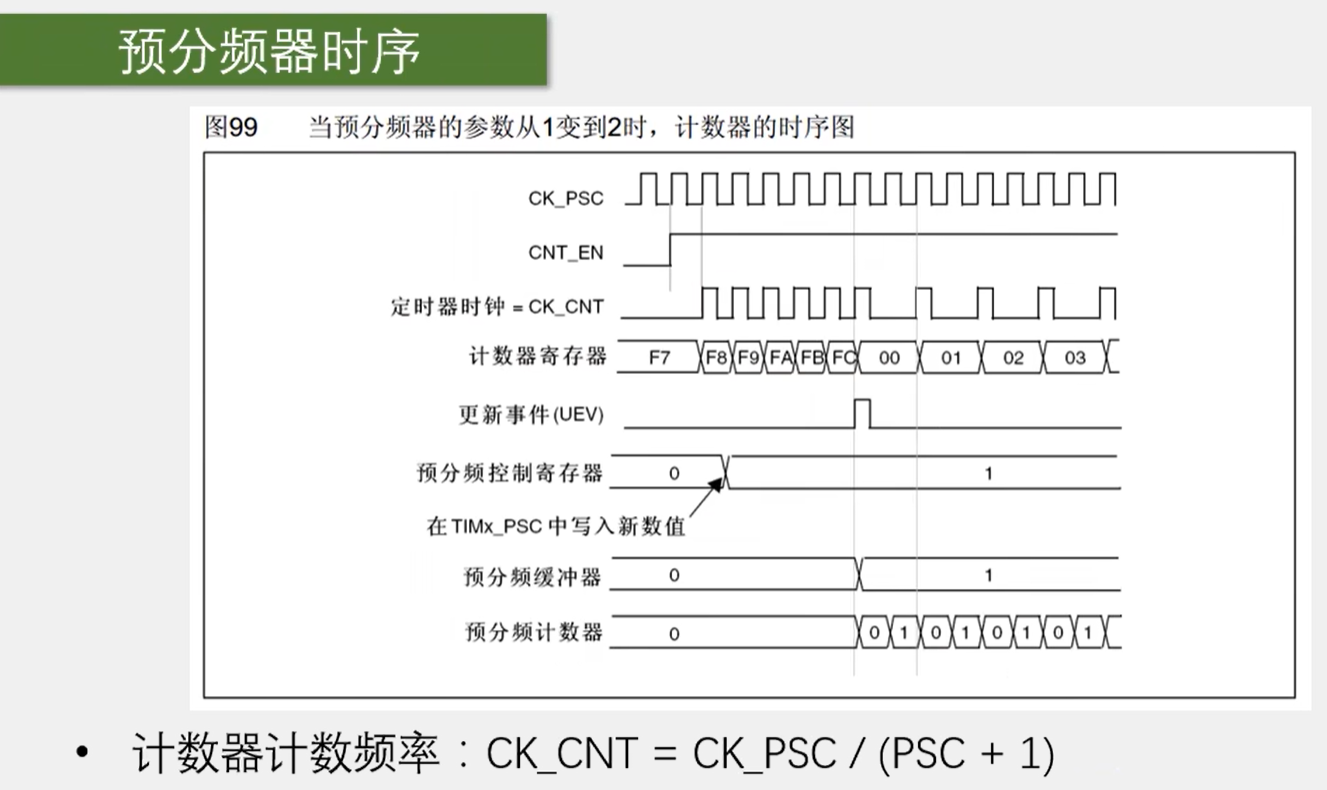 预分频器时序
图99 当预分频器的参数从1变到2时，计数器的时序图
CK_PSC
CNT_EN
定时器时钟 = CK_CNT
计数器寄存器 F7 F8 F9 FA FB FC 00 01 02 03
更新事件(UEV)
预分频控制寄存器 0 1
在TIMx_PSC 中写入新数值
预分频缓冲器 0 1
预分频计数器 0 0 1 0 1 0 1 0 1
• 计数器计数频率：CK_CNT = CK_PSC / (PSC + 1)